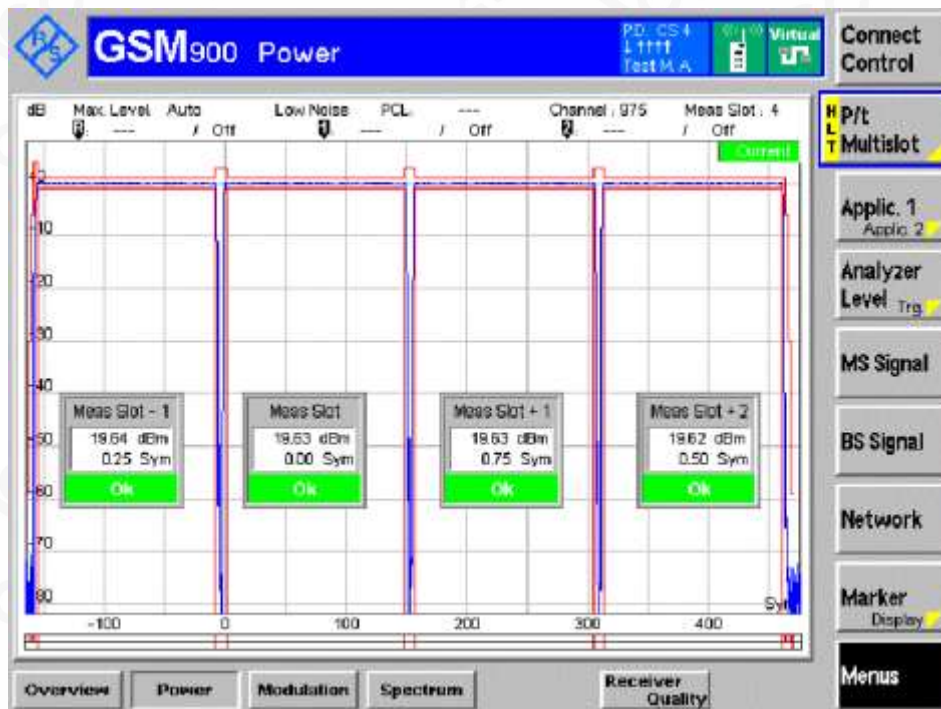 R/S
GSM900 Power
P.D. CS 4
Test M. A
Virtual
Connect Control
dB Max. Level Auto Low Noise PCL: --- Channel : 975 Meas Slot : 4
1: --- / Off 2: --- / Off
Current
P/t Multislot
HLT
Applic. 1
Applic. 2
Analyzer Level
Trg.
MS Signal
BS Signal
Network
Marker
Display
Menus
-10
-20
-30
-40
-50
-60
-70
-80
Meas Slot - 1
19.64 dBm
0.25 Sym
Ok
Meas Slot
19.63 dBm
0.00 Sym
Ok
Meas Slot + 1
19.63 dBm
0.75 Sym
Ok
Meas Slot + 2
19.62 dBm
0.50 Sym
Ok
Sym
-100 0 100 200 300 400
Overview Power Modulation Spectrum Receiver Quality